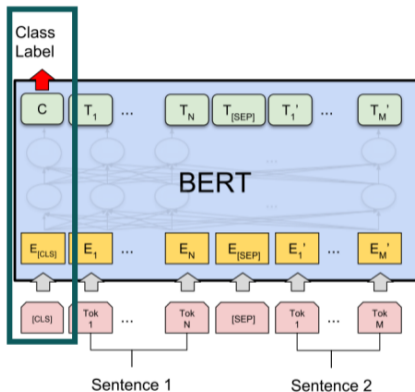 Class
Label
C T1 ... TN T[SEP] T1' ... TM'
...
BERT
...
E[CLS] E1 ... EN E[SEP] E1' ... EM'
[CLS] Tok 1 ... Tok N [SEP] Tok 1 ... Tok M
Sentence 1 Sentence 2